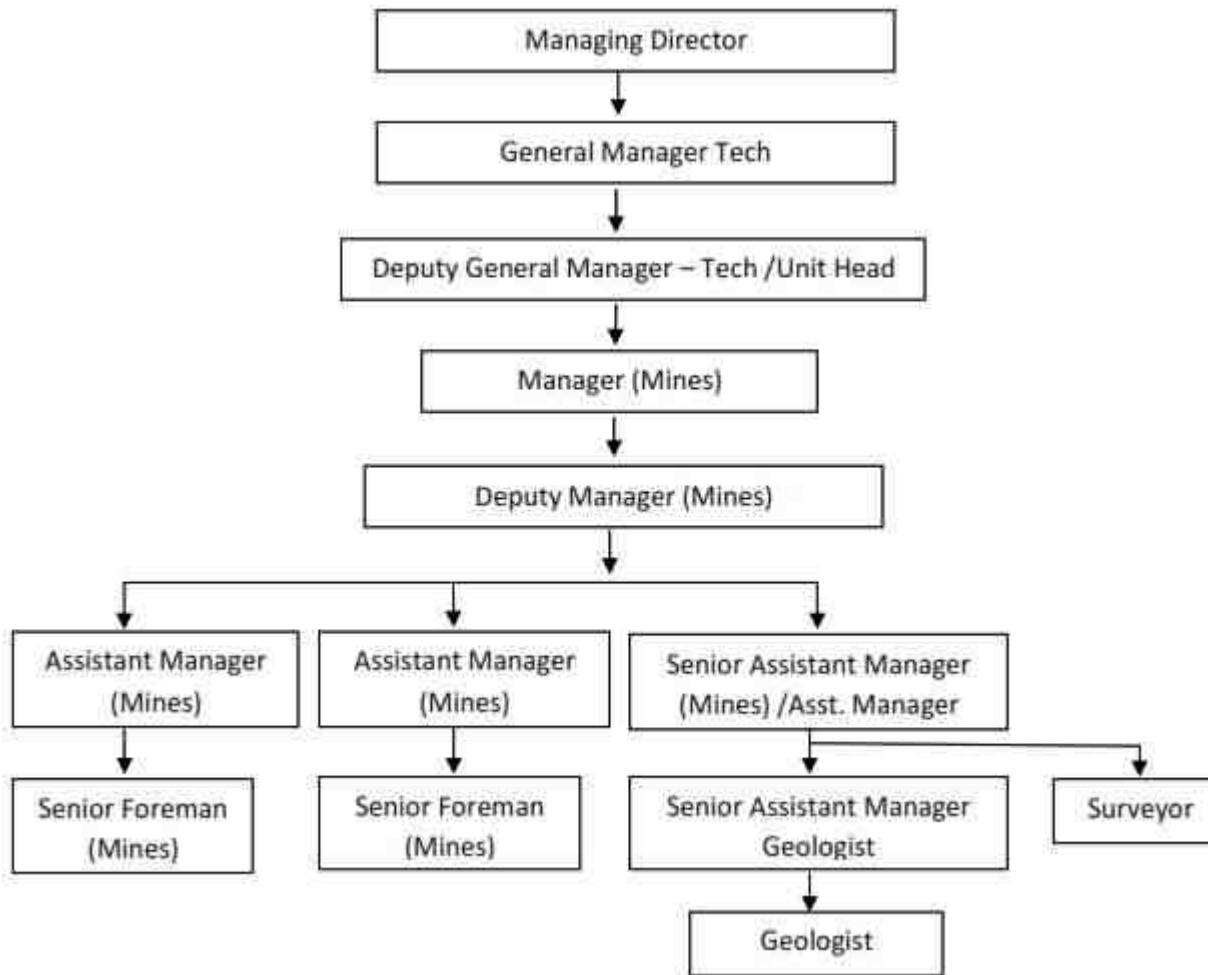 Managing Director
General Manager Tech
Deputy General Manager – Tech /Unit Head
Manager (Mines)
Deputy Manager (Mines)
Assistant Manager
(Mines)
Assistant Manager
(Mines)
Senior Assistant Manager
(Mines) /Asst. Manager
Senior Foreman
(Mines)
Senior Foreman
(Mines)
Senior Assistant Manager
Geologist
Surveyor
Geologist